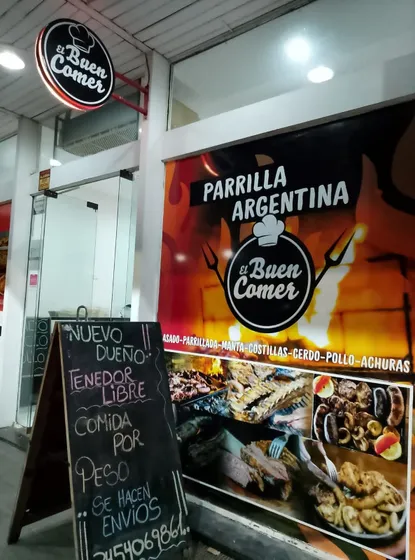 El
Buen
Comer
PARRILLA
ARGENTINA
El
Buen
Comer
ASADO-PARRILLADA-MANTA-COSTILLAS-CERDO-POLLO-ACHURAS
NUEVO
DUEÑO
TENEDOR
LIBRE
COMIDA
POR
PESO
SE HACEN
ENVIOS